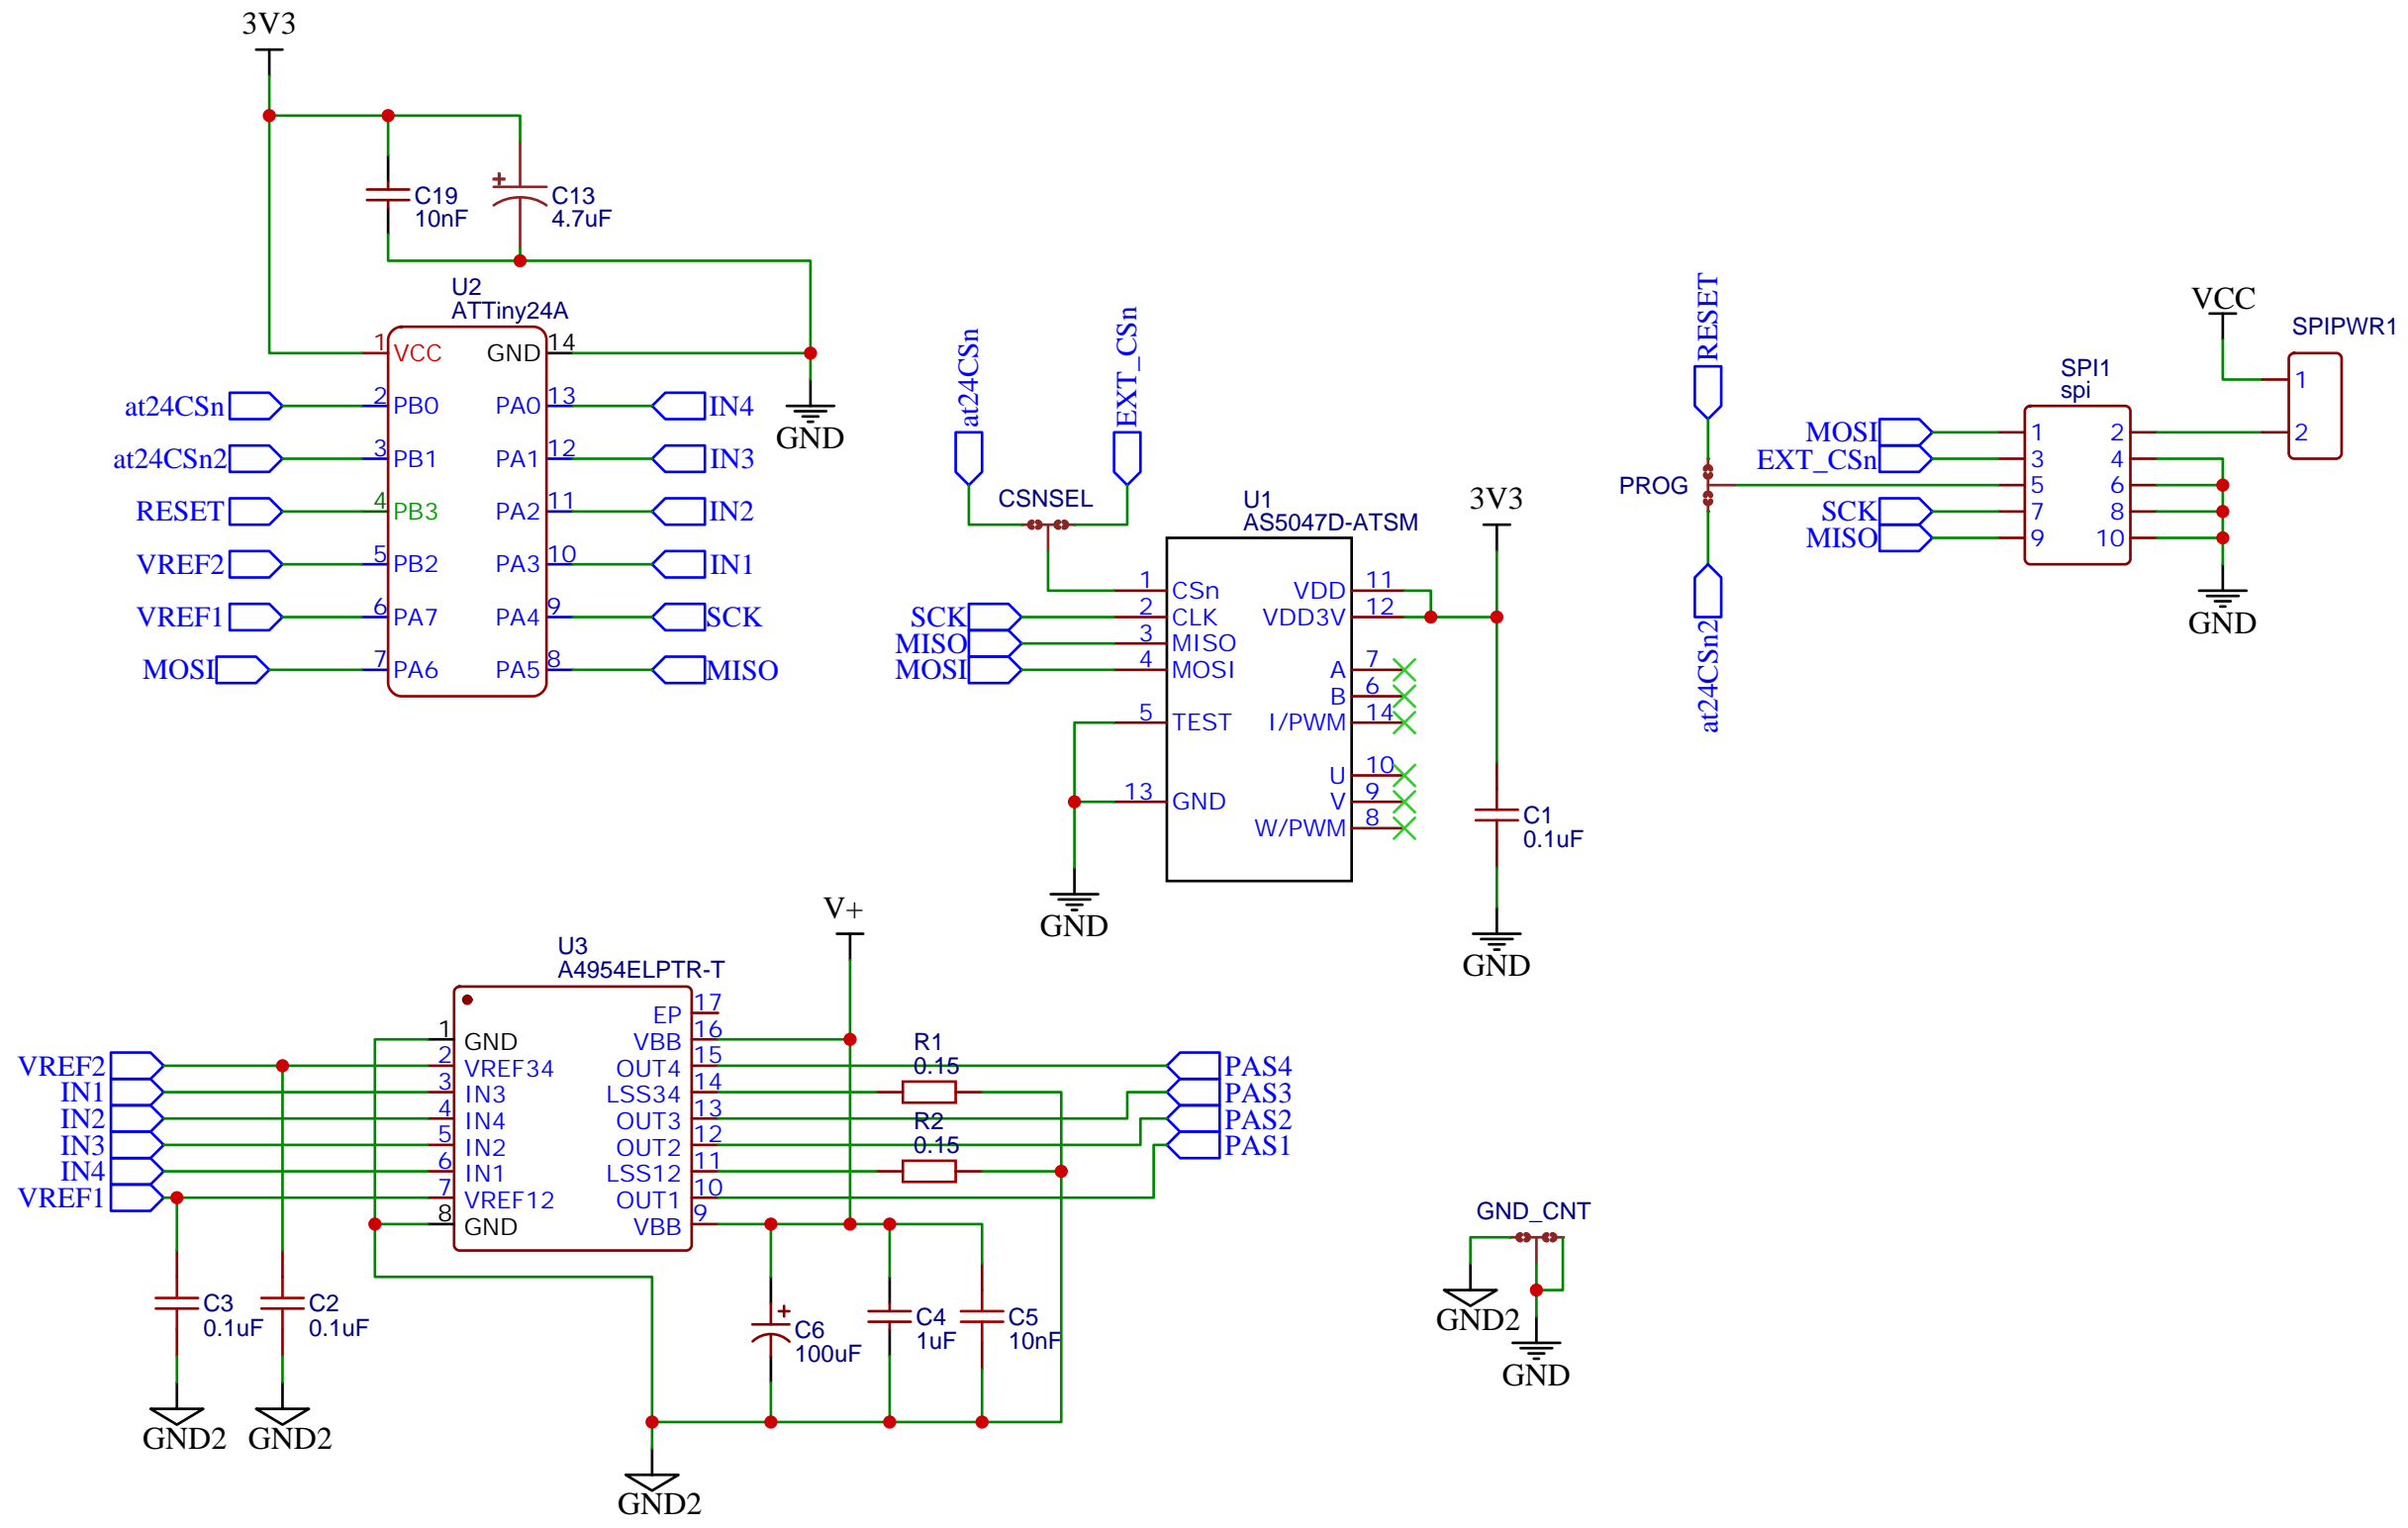 3V3
C19
10nF
C13
4.7uF
U2
ATTiny24A
1 VCC GND 14
at24CSn 2 PB0 PA0 13 IN4
at24CSn2 3 PB1 PA1 12 IN3
RESET 4 PB3 PA2 11 IN2
VREF2 5 PB2 PA3 10 IN1
VREF1 6 PA7 PA4 9 SCK
MOSI 7 PA6 PA5 8 MISO
GND
at24CSn
EXT_CSn
CSNSEL
U1
AS5047D-ATSM
3V3
1 CSn VDD 11
SCK 2 CLK VDD3V 12
MISO 3 MISO
MOSI 4 MOSI A 7
B 6
5 TEST I/PWM 14
U 10
13 GND V 9
W/PWM 8
C1
0.1uF
GND
GND
RESET
PROG
at24CSn2
VCC
SPIPWR1
1
2
SPI1
spi
MOSI 1 2
EXT_CSn 3 4
5 6
SCK 7 8
MISO 9 10
GND
V+
U3
A4954ELPTR-T
EP 17
1 GND VBB 16
VREF2 2 VREF34 OUT4 15 PAS4
IN1 3 IN3 LSS34 14 PAS3
IN2 4 IN4 OUT3 13 PAS2
IN3 5 IN2 OUT2 12 PAS1
IN4 6 IN1 LSS12 11
VREF1 7 VREF12 OUT1 10
8 GND VBB 9
R1
0.15
R2
0.15
C3
0.1uF
C2
0.1uF
C6
100uF
C4
1uF
C5
10nF
GND2
GND2
GND2
GND_CNT
GND2
GND